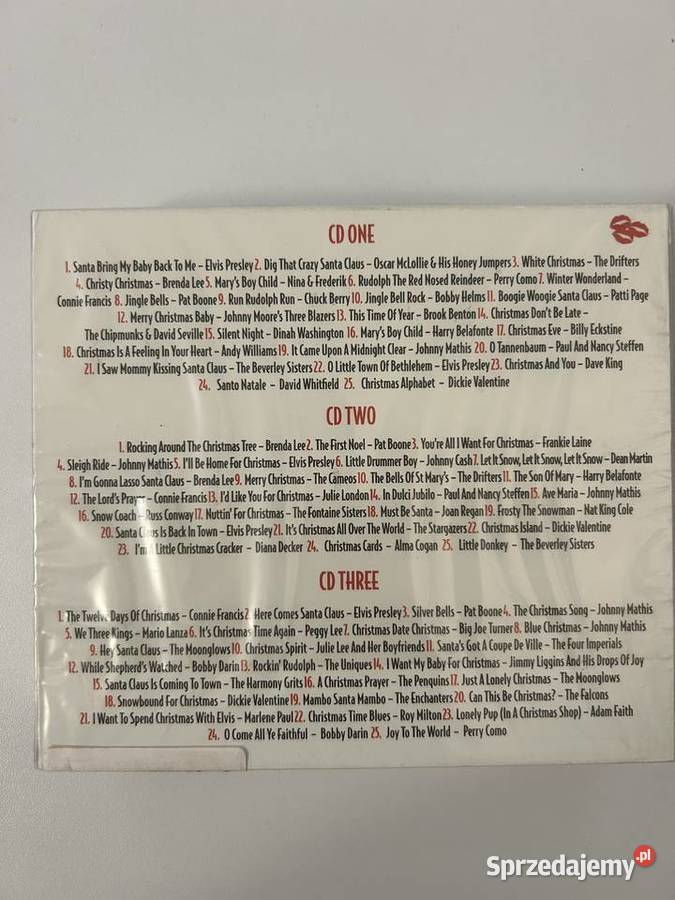 CD ONE
1. Santa Bring My Baby Back To Me – Elvis Presley 2. Dig That Crazy Santa Claus – Oscar McLollie & His Honey Jumpers 3. White Christmas – The Drifters
4. Christy Christmas – Brenda Lee 5. Mary's Boy Child – Nina & Frederik 6. Rudolph The Red Nosed Reindeer – Perry Como 7. Winter Wonderland –
Connie Francis 8. Jingle Bells – Pat Boone 9. Run Rudolph Run – Chuck Berry 10. Jingle Bell Rock – Bobby Helms 11. Boogie Woogie Santa Claus – Patti Page
12. Merry Christmas Baby – Johnny Moore's Three Blazers 13. This Time Of Year – Brook Benton 14. Christmas Don't Be Late –
The Chipmunks & David Seville 15. Silent Night – Dinah Washington 16. Mary's Boy Child – Harry Belafonte 17. Christmas Eve – Billy Eckstine
18. Christmas Is A Feeling In Your Heart – Andy Williams 19. It Came Upon A Midnight Clear – Johnny Mathis 20. O Tannenbaum – Paul And Nancy Steffen
21. I Saw Mommy Kissing Santa Claus – The Beverley Sisters 22. O Little Town Of Bethlehem – Elvis Presley 23. Christmas And You – Dave King
24. Santo Natale – David Whitfield 25. Christmas Alphabet – Dickie Valentine
CD TWO
1. Rocking Around The Christmas Tree – Brenda Lee 2. The First Noel – Pat Boone 3. You're All I Want For Christmas – Frankie Laine
4. Sleigh Ride – Johnny Mathis 5. I'll Be Home For Christmas – Elvis Presley 6. Little Drummer Boy – Johnny Cash 7. Let It Snow, Let It Snow, Let It Snow – Dean Martin
8. I'm Gonna Lasso Santa Claus – Brenda Lee 9. Merry Christmas – The Cameos 10. The Bells Of St Mary's – The Drifters 11. The Son Of Mary – Harry Belafonte
12. The Lord's Prayer – Connie Francis 13. I'd Like You For Christmas – Julie London 14. In Dulci Jubilo – Paul And Nancy Steffen 15. Ave Maria – Johnny Mathis
16. Snow Coach – Russ Conway 17. Nuttin' For Christmas – The Fontaine Sisters 18. Must Be Santa – Joan Regan 19. Frosty The Snowman – Nat King Cole
20. Santa Claus Is Back In Town – Elvis Presley 21. It's Christmas All Over The World – The Stargazers 22. Christmas Island – Dickie Valentine
23. I'm A Little Christmas Cracker – Diana Decker 24. Christmas Cards – Alma Cogan 25. Little Donkey – The Beverley Sisters
CD THREE
1. The Twelve Days Of Christmas – Connie Francis 2. Here Comes Santa Claus – Elvis Presley 3. Silver Bells – Pat Boone 4. The Christmas Song – Johnny Mathis
5. We Three Kings – Mario Lanza 6. It's Christmas Time Again – Peggy Lee 7. Christmas Date Christmas – Big Joe Turner 8. Blue Christmas – Johnny Mathis
9. Hey Santa Claus – The Moonglows 10. Christmas Spirit – Julie Lee And Her Boyfriends 11. Santa's Got A Coupe De Ville – The Four Imperials
12. While Shepherd's Watched – Bobby Darin 13. Rockin' Rudolph – The Uniques 14. I Want My Baby For Christmas – Jimmy Liggins And His Drops Of Joy
15. Santa Claus Is Coming To Town – The Harmony Grits 16. A Christmas Prayer – The Penquins 17. Just A Lonely Christmas – The Moonglows
18. Snowbound For Christmas – Dickie Valentine 19. Mambo Santa Mambo – The Enchanters 20. Can This Be Christmas? – The Falcons
21. I Want To Spend Christmas With Elvis – Marlene Paul 22. Christmas Time Blues – Roy Milton 23. Lonely Pup (In A Christmas Shop) – Adam Faith
24. O Come All Ye Faithful – Bobby Darin 25. Joy To The World – Perry Como
Sprzedajemy.pl